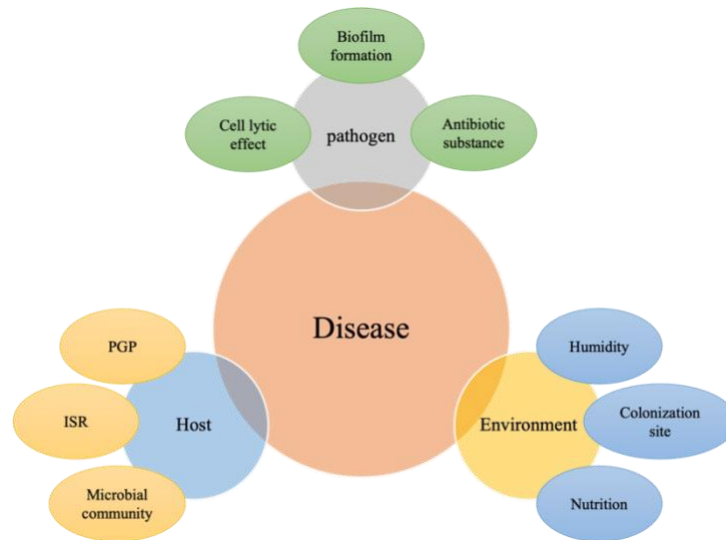 Biofilm
formation
Cell lytic
effect
pathogen
Antibiotic
substance
Disease
PGP
ISR
Host
Microbial
community
Humidity
Environment
Colonization
site
Nutrition